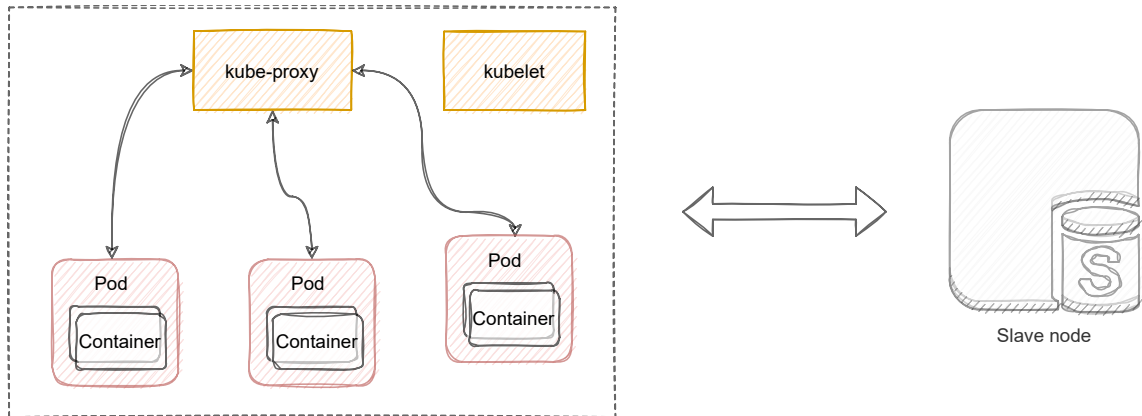 kube-proxy
kubelet
Pod
Container
Pod
Container
Pod
Container
S
Slave node